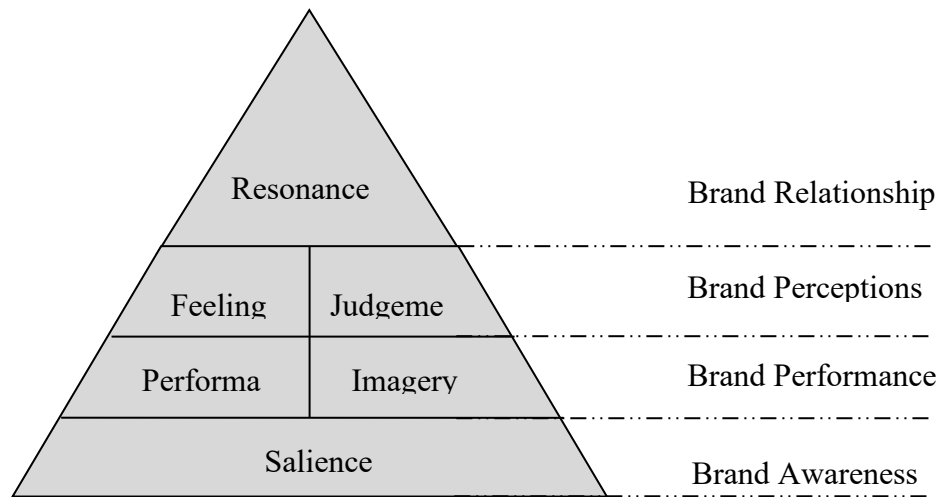 Resonance
Brand Relationship
Feeling
Judgeme
Brand Perceptions
Performa
Imagery
Brand Performance
Salience
Brand Awareness